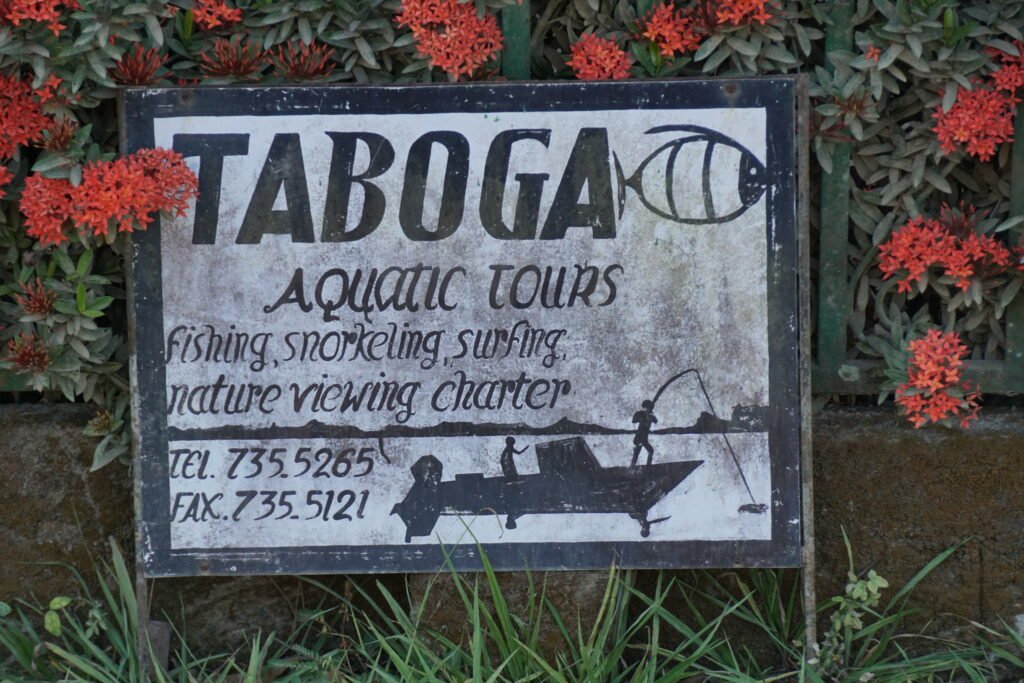 TABOGA
AQUATIC TOURS
fishing, snorkeling, surfing,
nature viewing charter
TEL. 735.5265
FAX. 735.5121